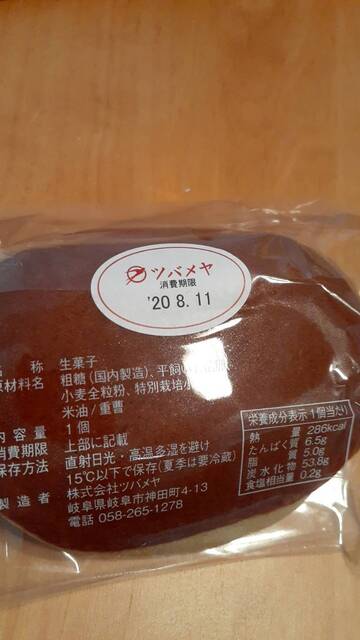 ツバメヤ
消費期限
'20 8.11
称 生菓子
原材料名 粗糖(国内製造)、平飼い
小麦全粒粉、特別栽培小
米油/重曹
内容量 1個
消費期限 上部に記載
保存方法 直射日光・高温多湿を避け
15℃以下で保存(夏季は要冷蔵)
製造者 株式会社ツバメヤ
岐阜県岐阜市神田町4-13
電話 058-265-1278
栄養成分表示(1個当たり)
熱量 286kcal
たんぱく質 6.5g
脂質 5.0g
炭水化物 53.8g
食塩相当量 0.2g